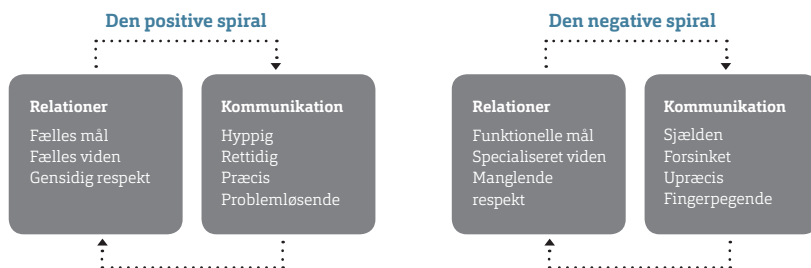 Den positive spiral
Relationer
Fælles mål
Fælles viden
Gensidig respekt
Kommunikation
Hyppig
Rettidig
Præcis
Problemløsende
Den negative spiral
Relationer
Funktionelle mål
Specialiseret viden
Manglende
respekt
Kommunikation
Sjælden
Forsinket
Upræcis
Fingerpegende